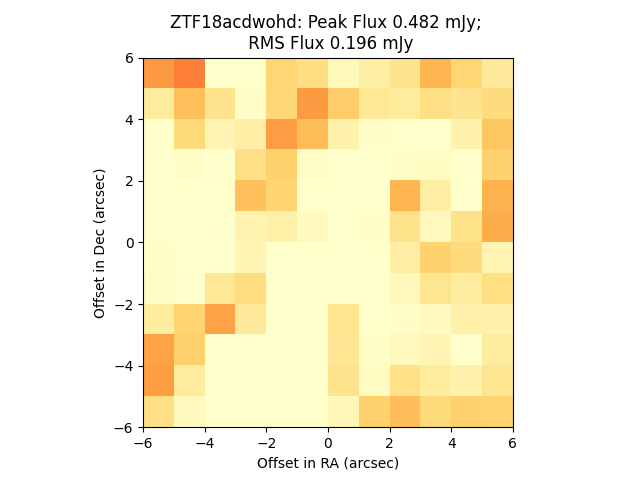 ZTF18acdwohd: Peak Flux 0.482 mJy;
RMS Flux 0.196 mJy
6
4
2
0
−2
−4
−6
Offset in Dec (arcsec)
−6 −4 −2 0 2 4 6
Offset in RA (arcsec)